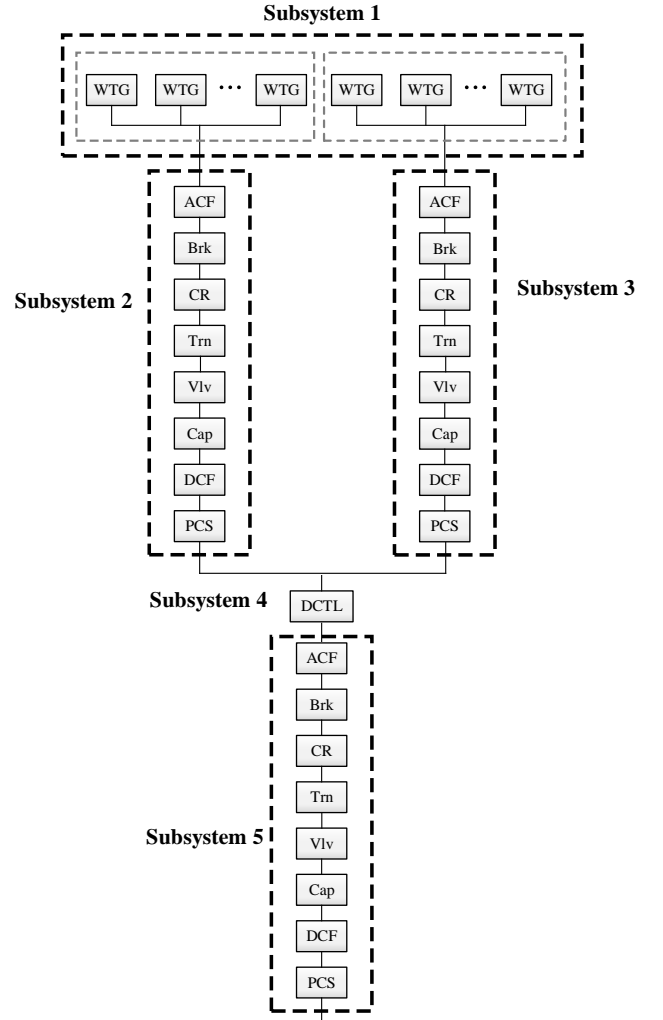 Subsystem 1
WTG WTG ... WTG WTG WTG ... WTG
Subsystem 2
ACF
Brk
CR
Trn
Vlv
Cap
DCF
PCS
Subsystem 3
ACF
Brk
CR
Trn
Vlv
Cap
DCF
PCS
Subsystem 4
DCTL
Subsystem 5
ACF
Brk
CR
Trn
Vlv
Cap
DCF
PCS